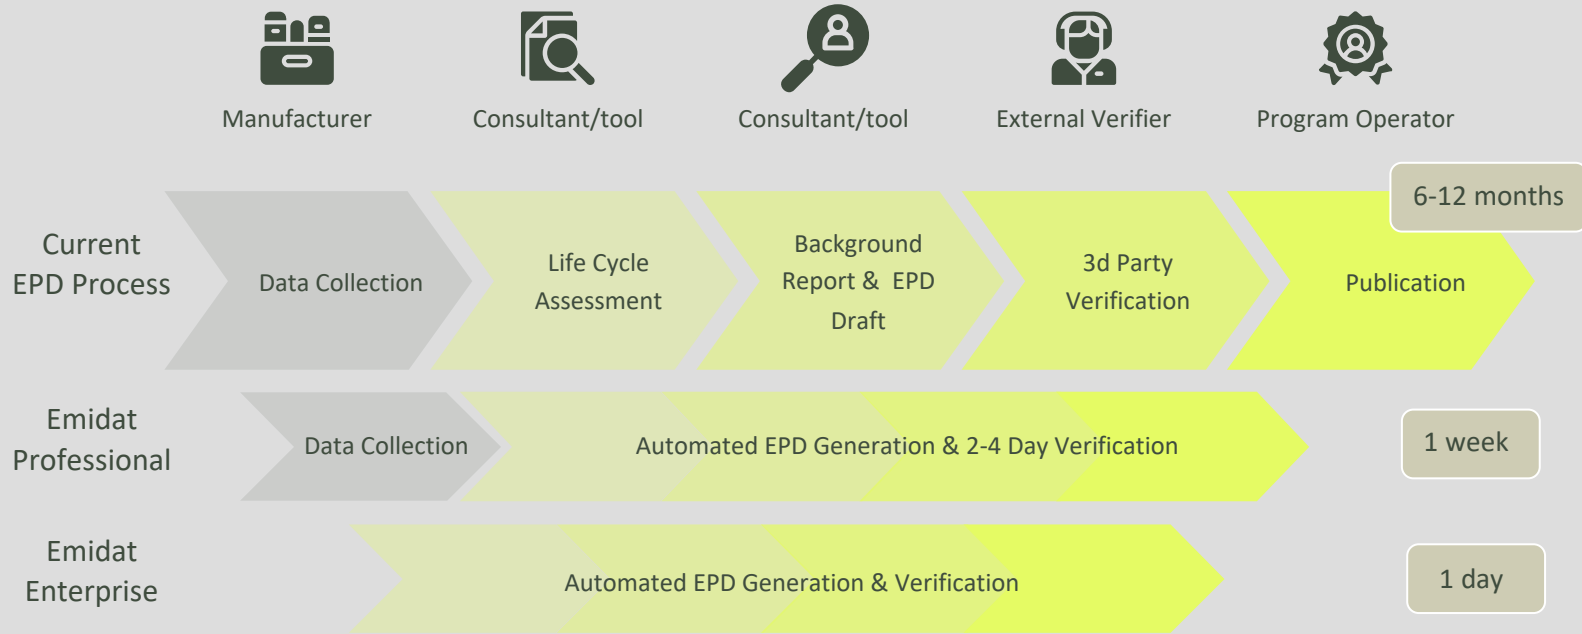 Manufacturer
Consultant/tool
Consultant/tool
External Verifier
Program Operator
6-12 months
Current
EPD Process
Data Collection
Life Cycle
Assessment
Background
Report & EPD
Draft
3d Party
Verification
Publication
Emidat
Professional
Data Collection
Automated EPD Generation & 2-4 Day Verification
1 week
Emidat
Enterprise
Automated EPD Generation & Verification
1 day